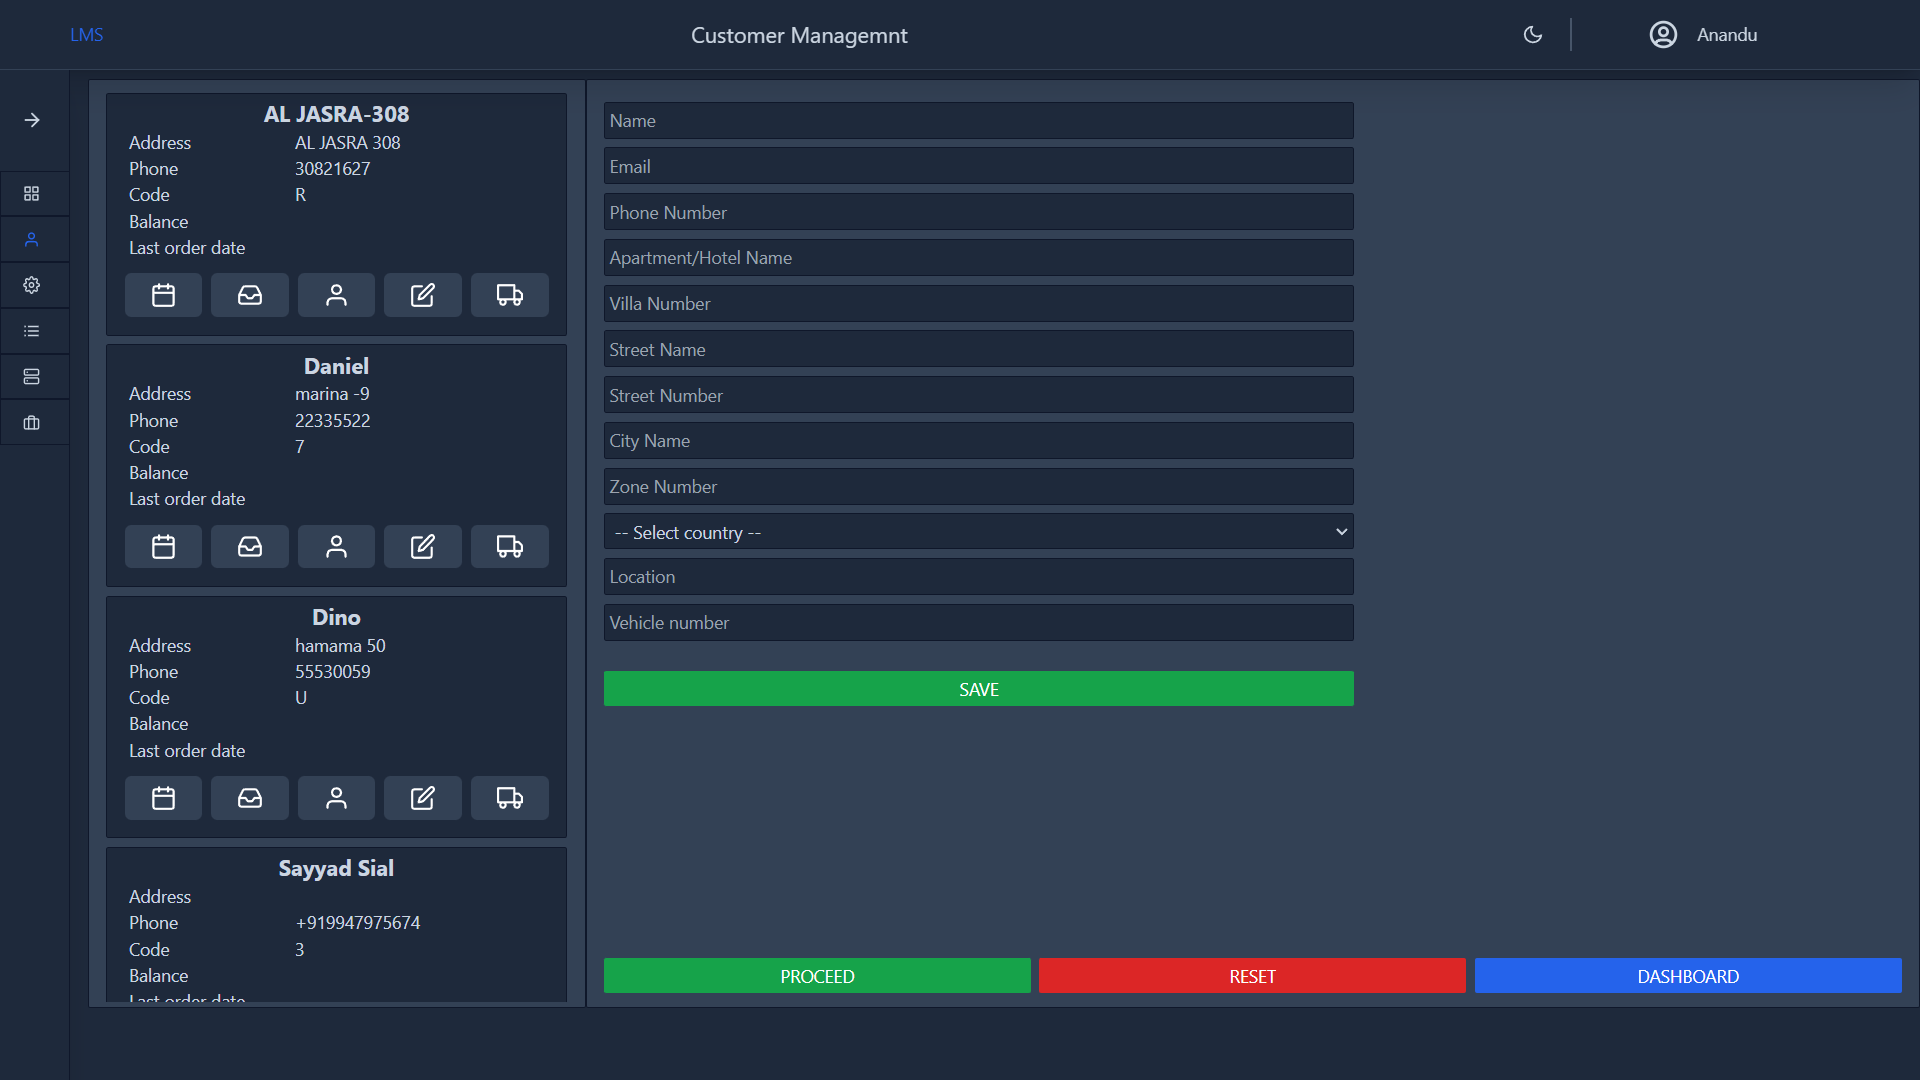 LMS
Customer Managemnt
Anandu
AL JASRA-308
Address AL JASRA 308
Phone 30821627
Code R
Balance
Last order date
Daniel
Address marina -9
Phone 22335522
Code 7
Balance
Last order date
Dino
Address hamama 50
Phone 55530059
Code U
Balance
Last order date
Sayyad Sial
Address
Phone +919947975674
Code 3
Balance
Last order date
Name
Email
Phone Number
Apartment/Hotel Name
Villa Number
Street Name
Street Number
City Name
Zone Number
-- Select country --
Location
Vehicle number
SAVE
PROCEED
RESET
DASHBOARD